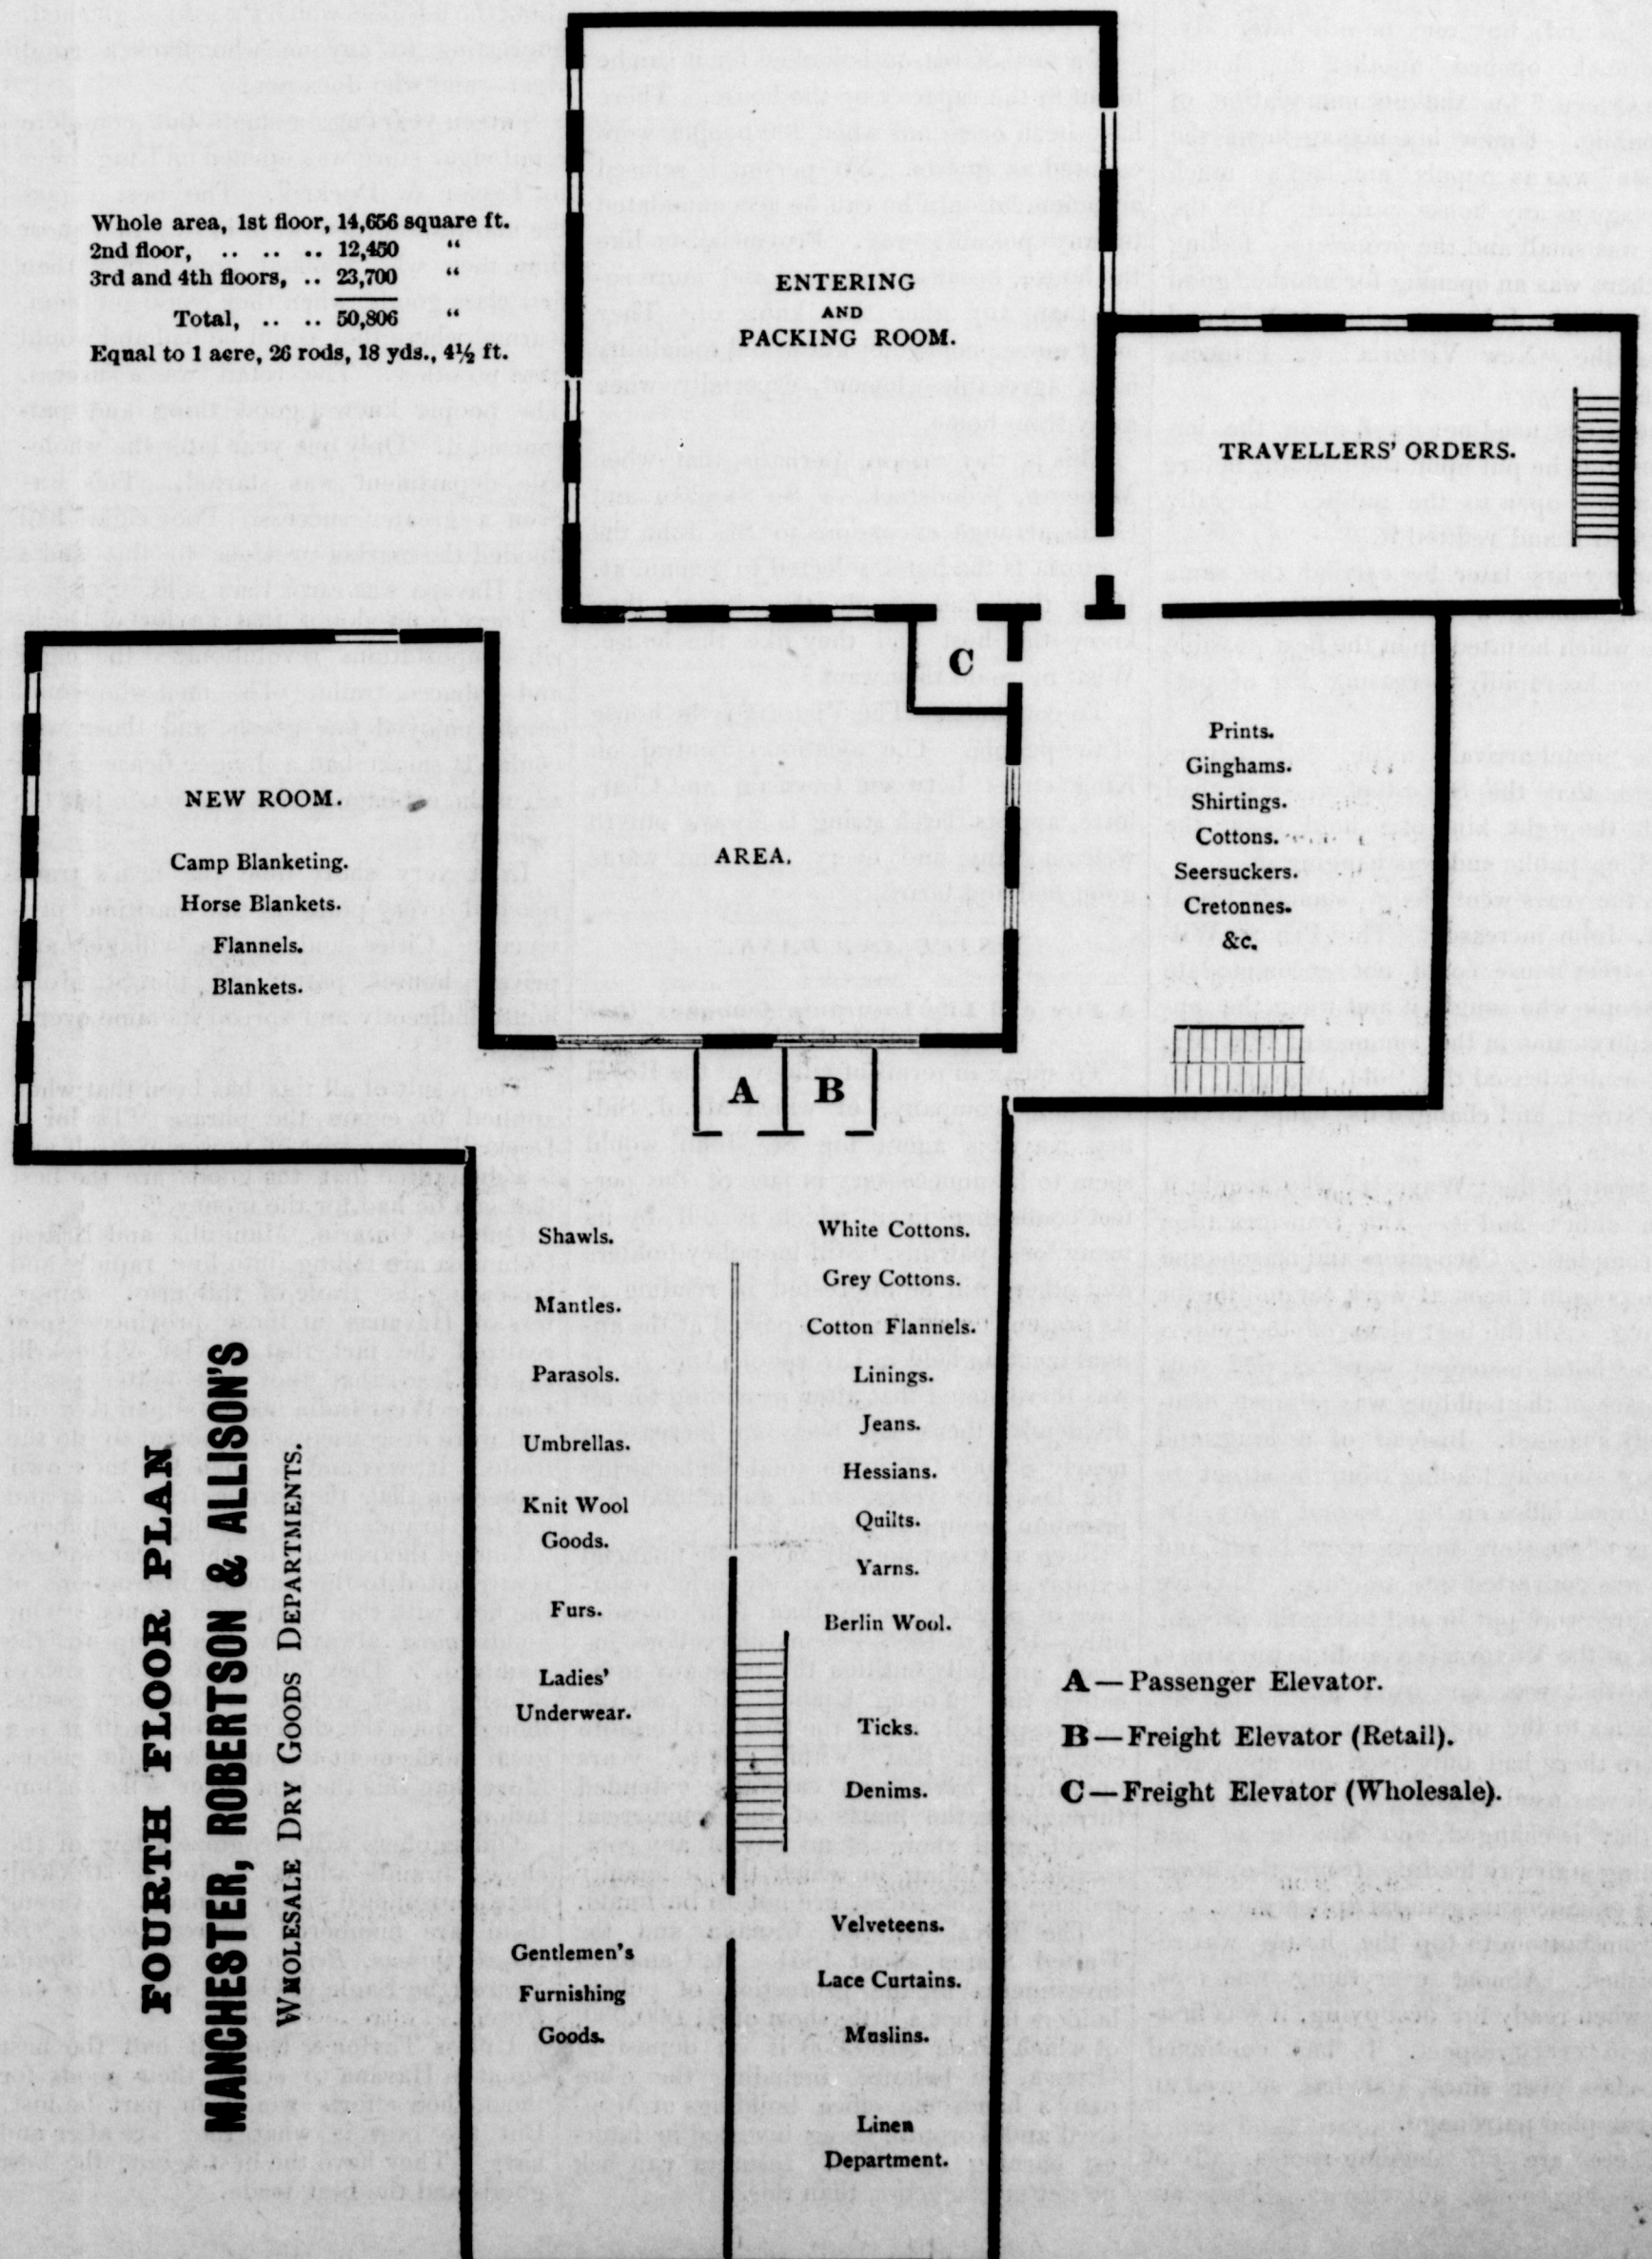 Whole area, 1st floor, 14,656 square ft.
2nd floor, .. .. .. 12,450 "
3rd and 4th floors, .. 23,700 "
Total, .. .. 50,806 "
Equal to 1 acre, 26 rods, 18 yds., 4½ ft.
ENTERING
AND
PACKING ROOM.
TRAVELLERS' ORDERS.
C
NEW ROOM.
Camp Blanketing.
Horse Blankets.
Flannels.
Blankets.
AREA.
Prints.
Ginghams.
Shirtings.
Cottons.
Seersuckers.
Cretonnes.
&c.
A
B
Shawls.
Mantles.
Parasols.
Umbrellas.
Knit Wool
Goods.
Furs.
Ladies'
Underwear.
Gentlemen's
Furnishing
Goods.
White Cottons.
Grey Cottons.
Cotton Flannels.
Linings.
Jeans.
Hessians.
Quilts.
Yarns.
Berlin Wool.
Ticks.
Denims.
Velveteens.
Lace Curtains.
Muslins.
Linen
Department.
A — Passenger Elevator.
B — Freight Elevator (Retail).
C — Freight Elevator (Wholesale).
FOURTH FLOOR PLAN
MANCHESTER, ROBERTSON & ALLISON'S
WHOLESALE DRY GOODS DEPARTMENTS.